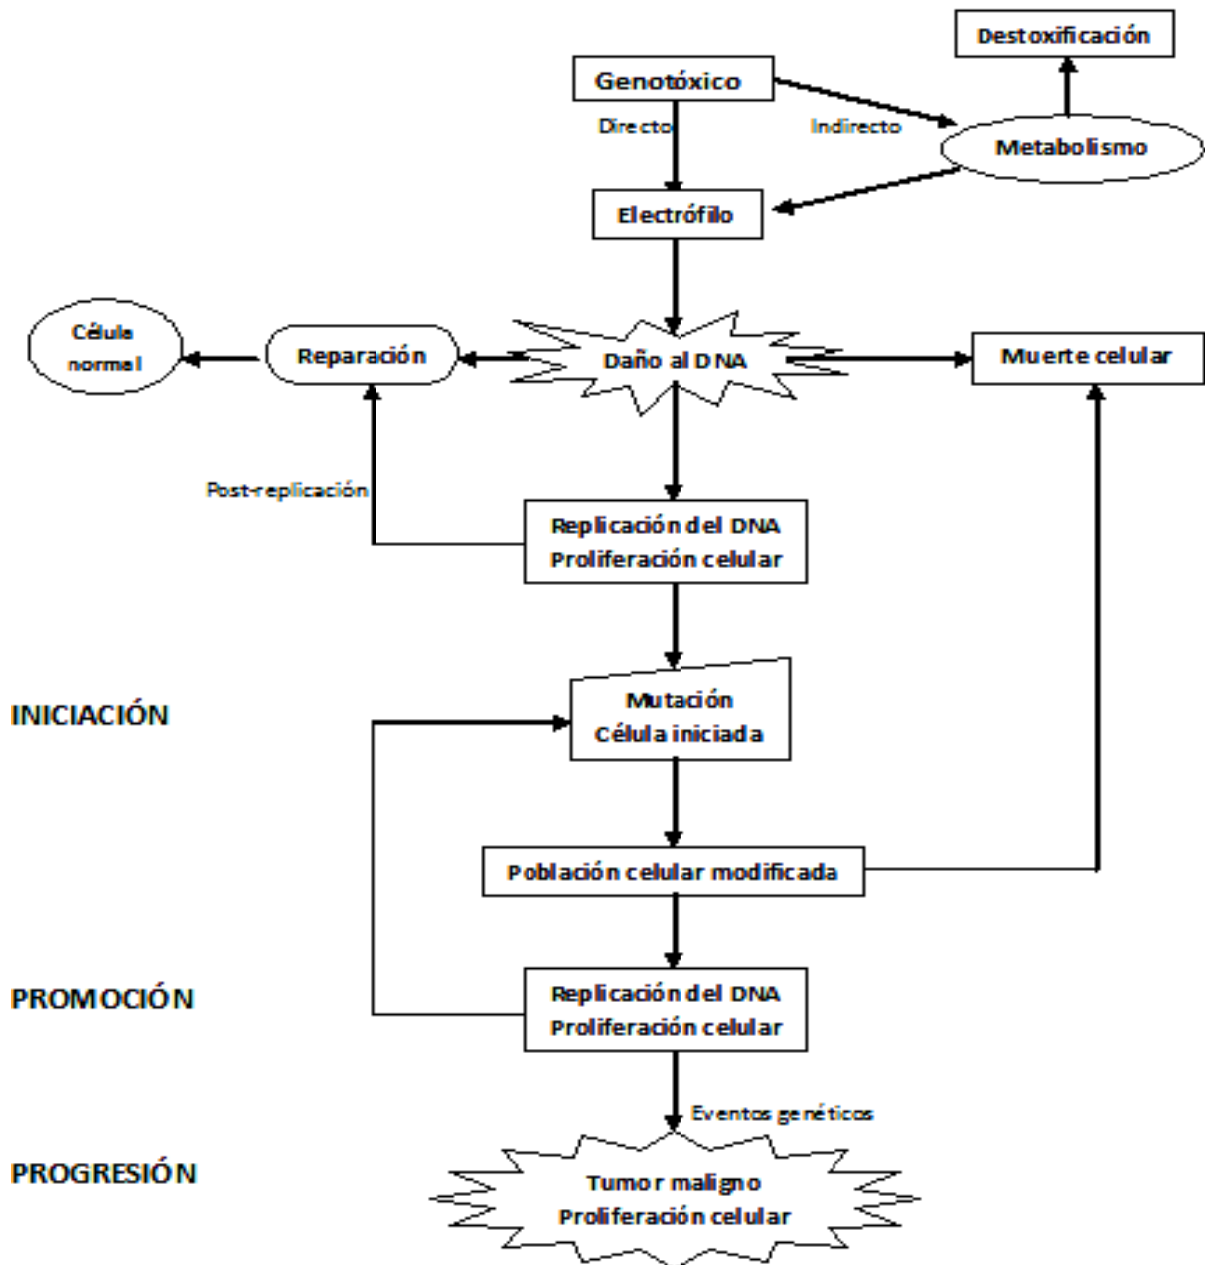 Destoxificación
Genotóxico
Directo
Indirecto
Metabolismo
Electrófilo
Célula
normal
Reparación
Daño al DNA
Muerte celular
Post-replicación
Replicación del DNA
Proliferación celular
INICIACIÓN
Mutación
Célula iniciada
Población celular modificada
PROMOCIÓN
Replicación del DNA
Proliferación celular
Eventos genéticos
PROGRESIÓN
Tumor maligno
Proliferación celular